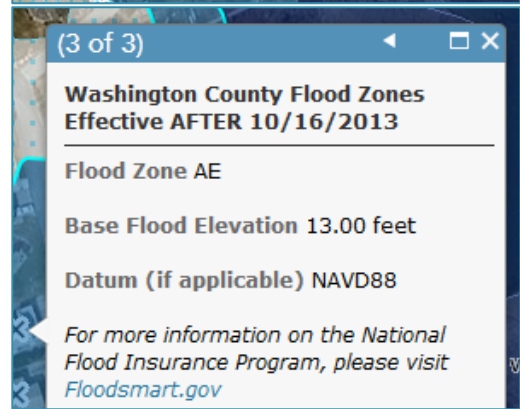 (3 of 3)
Washington County Flood Zones
Effective AFTER 10/16/2013
Flood Zone AE
Base Flood Elevation 13.00 feet
Datum (if applicable) NAVD88
For more information on the National
Flood Insurance Program, please visit
Floodsmart.gov